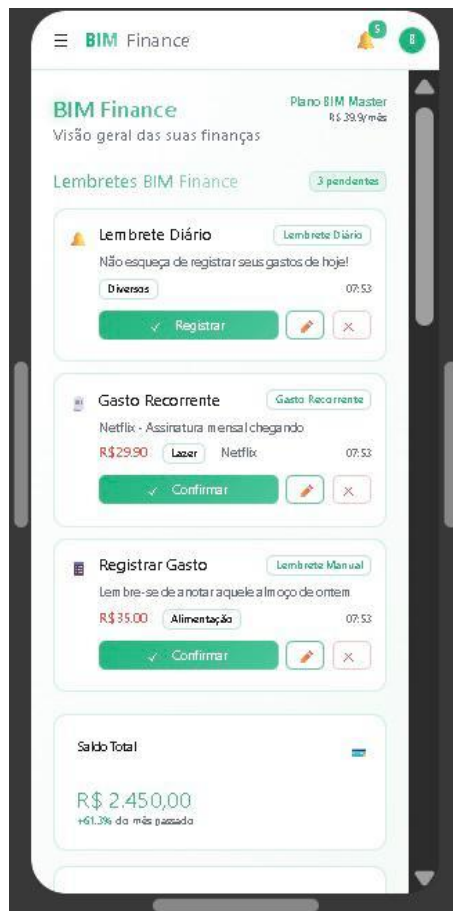 BIM Finance
5
B
BIM Finance
Plano BIM Master
R$ 39.9/mês
Visão geral das suas finanças
Lembretes BIM Finance
3 pendentes
Lembrete Diário
Lembrete Diário
Não esqueça de registrar seus gastos de hoje!
Diversos
07:53
✓ Registrar
Gasto Recorrente
Gasto Recorrente
Netflix - Assinatura mensal chegando
R$29.90 Lazer Netflix 07:53
✓ Confirmar
Registrar Gasto
Lembrete Manual
Lembre-se de anotar aquele almoço de ontem
R$35.00 Alimentação 07:53
✓ Confirmar
Saldo Total
R$ 2.450,00
+61.3% do mês passado